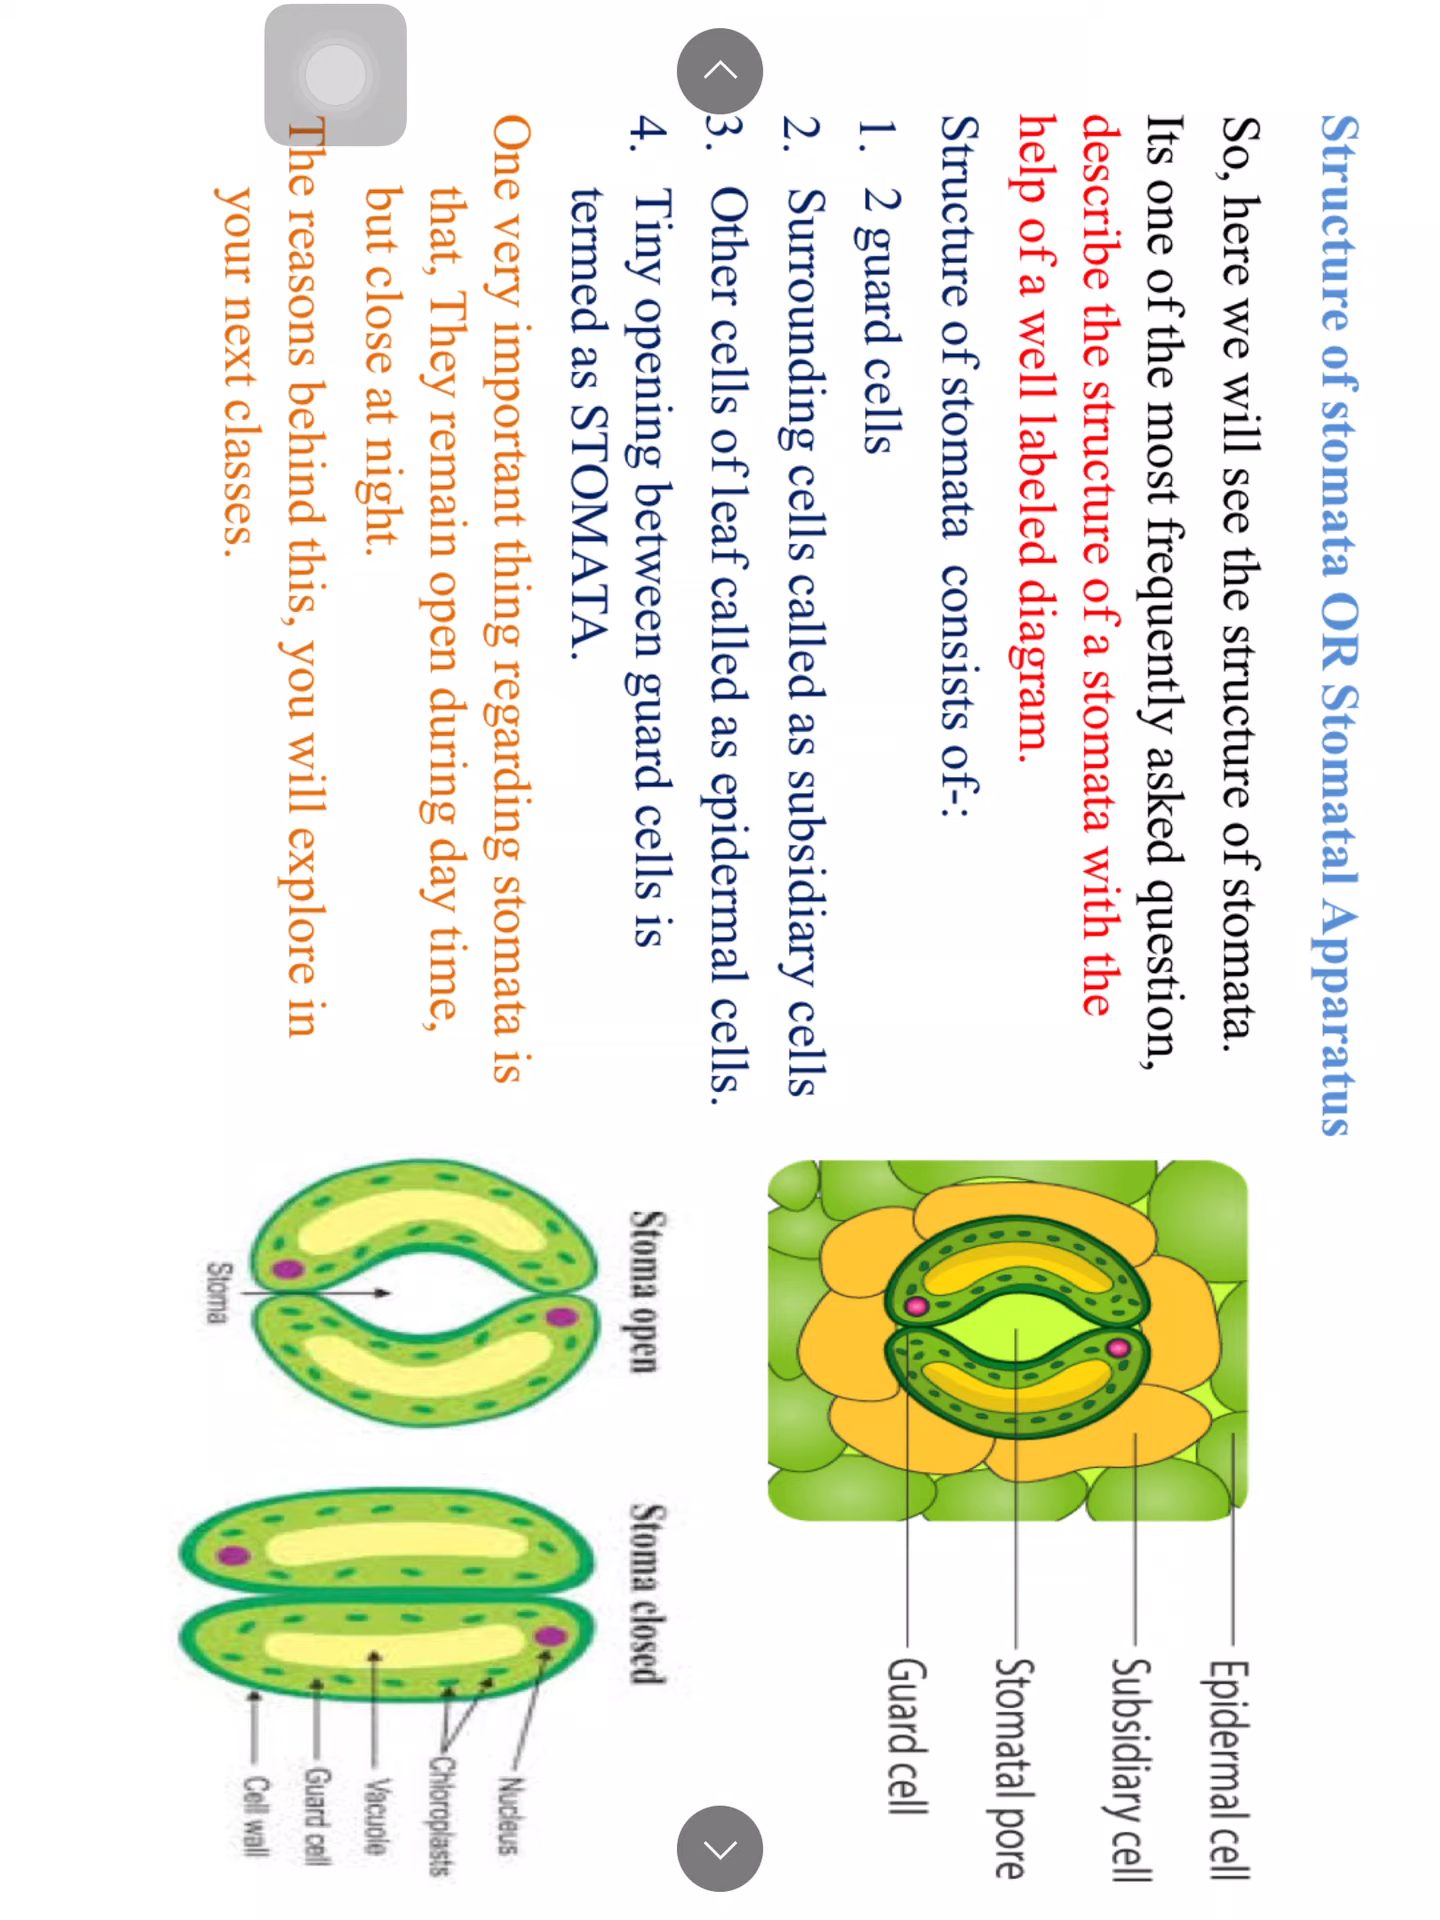 Structure of stomata OR Stomatal Apparatus
So, here we will see the structure of stomata.
Its one of the most frequently asked question,
describe the structure of a stomata with the
help of a well labeled diagram.
Structure of stomata consists of-:
1. 2 guard cells
2. Surrounding cells called as subsidiary cells
3. Other cells of leaf called as epidermal cells.
4. Tiny opening between guard cells is
termed as STOMATA.
One very important thing regarding stomata is
that, They remain open during day time,
but close at night.
The reasons behind this, you will explore in
your next classes.
Epidermal cell
Subsidiary cell
Stomatal pore
Guard cell
Stoma open
Stoma
Stoma closed
Nucleus
Chloroplasts
Vacuole
Guard cell
Cell wall